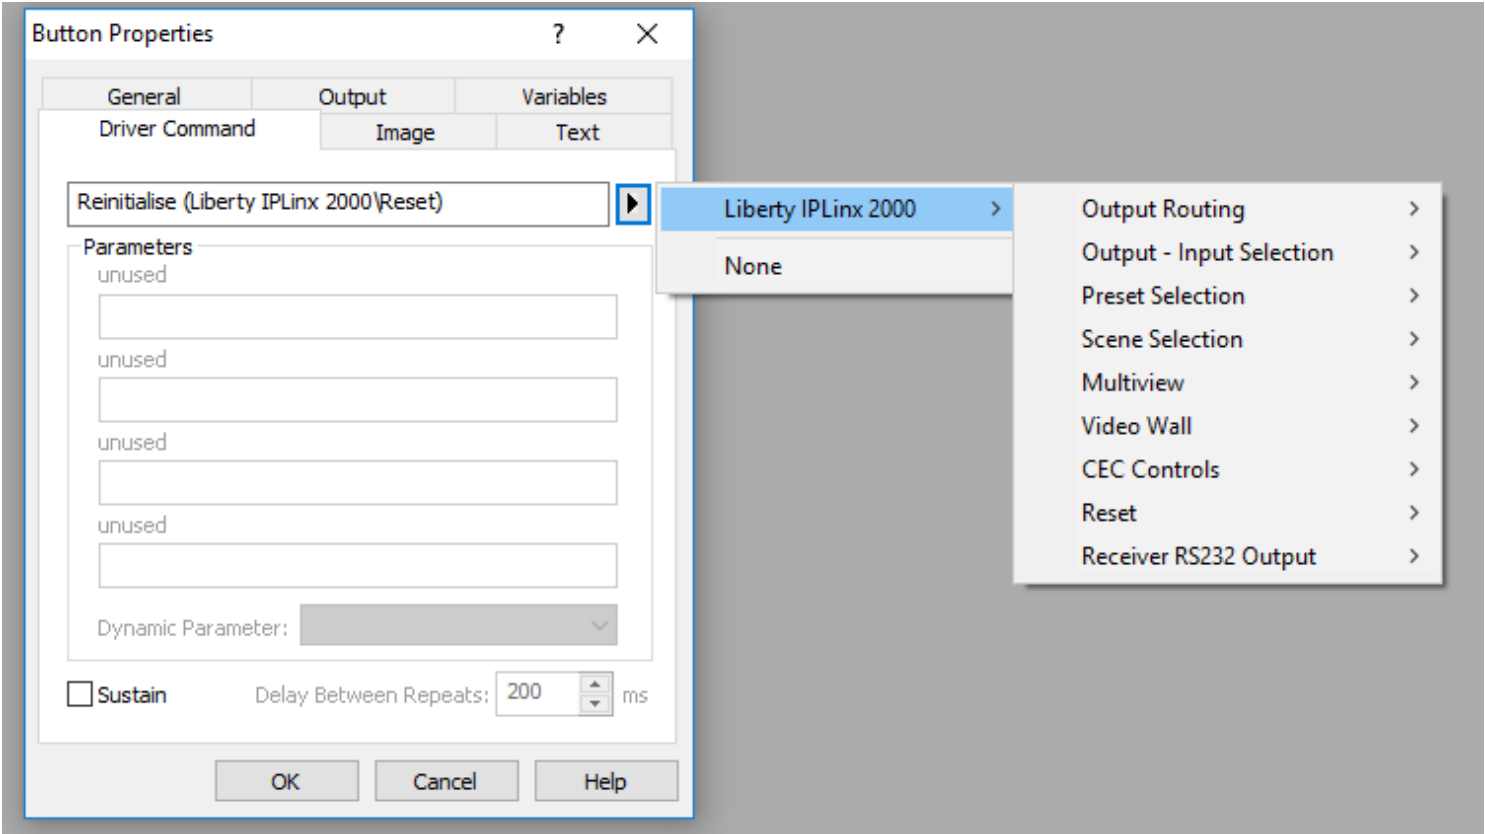 Button Properties ?
General Output Variables
Driver Command Image Text
Reinitialise (Liberty IPLinx 2000\Reset)
Parameters
unused
unused
unused
unused
Dynamic Parameter:
Sustain Delay Between Repeats: 200 ms
OK Cancel Help
Liberty IPLinx 2000
None
Output Routing
Output - Input Selection
Preset Selection
Scene Selection
Multiview
Video Wall
CEC Controls
Reset
Receiver RS232 Output